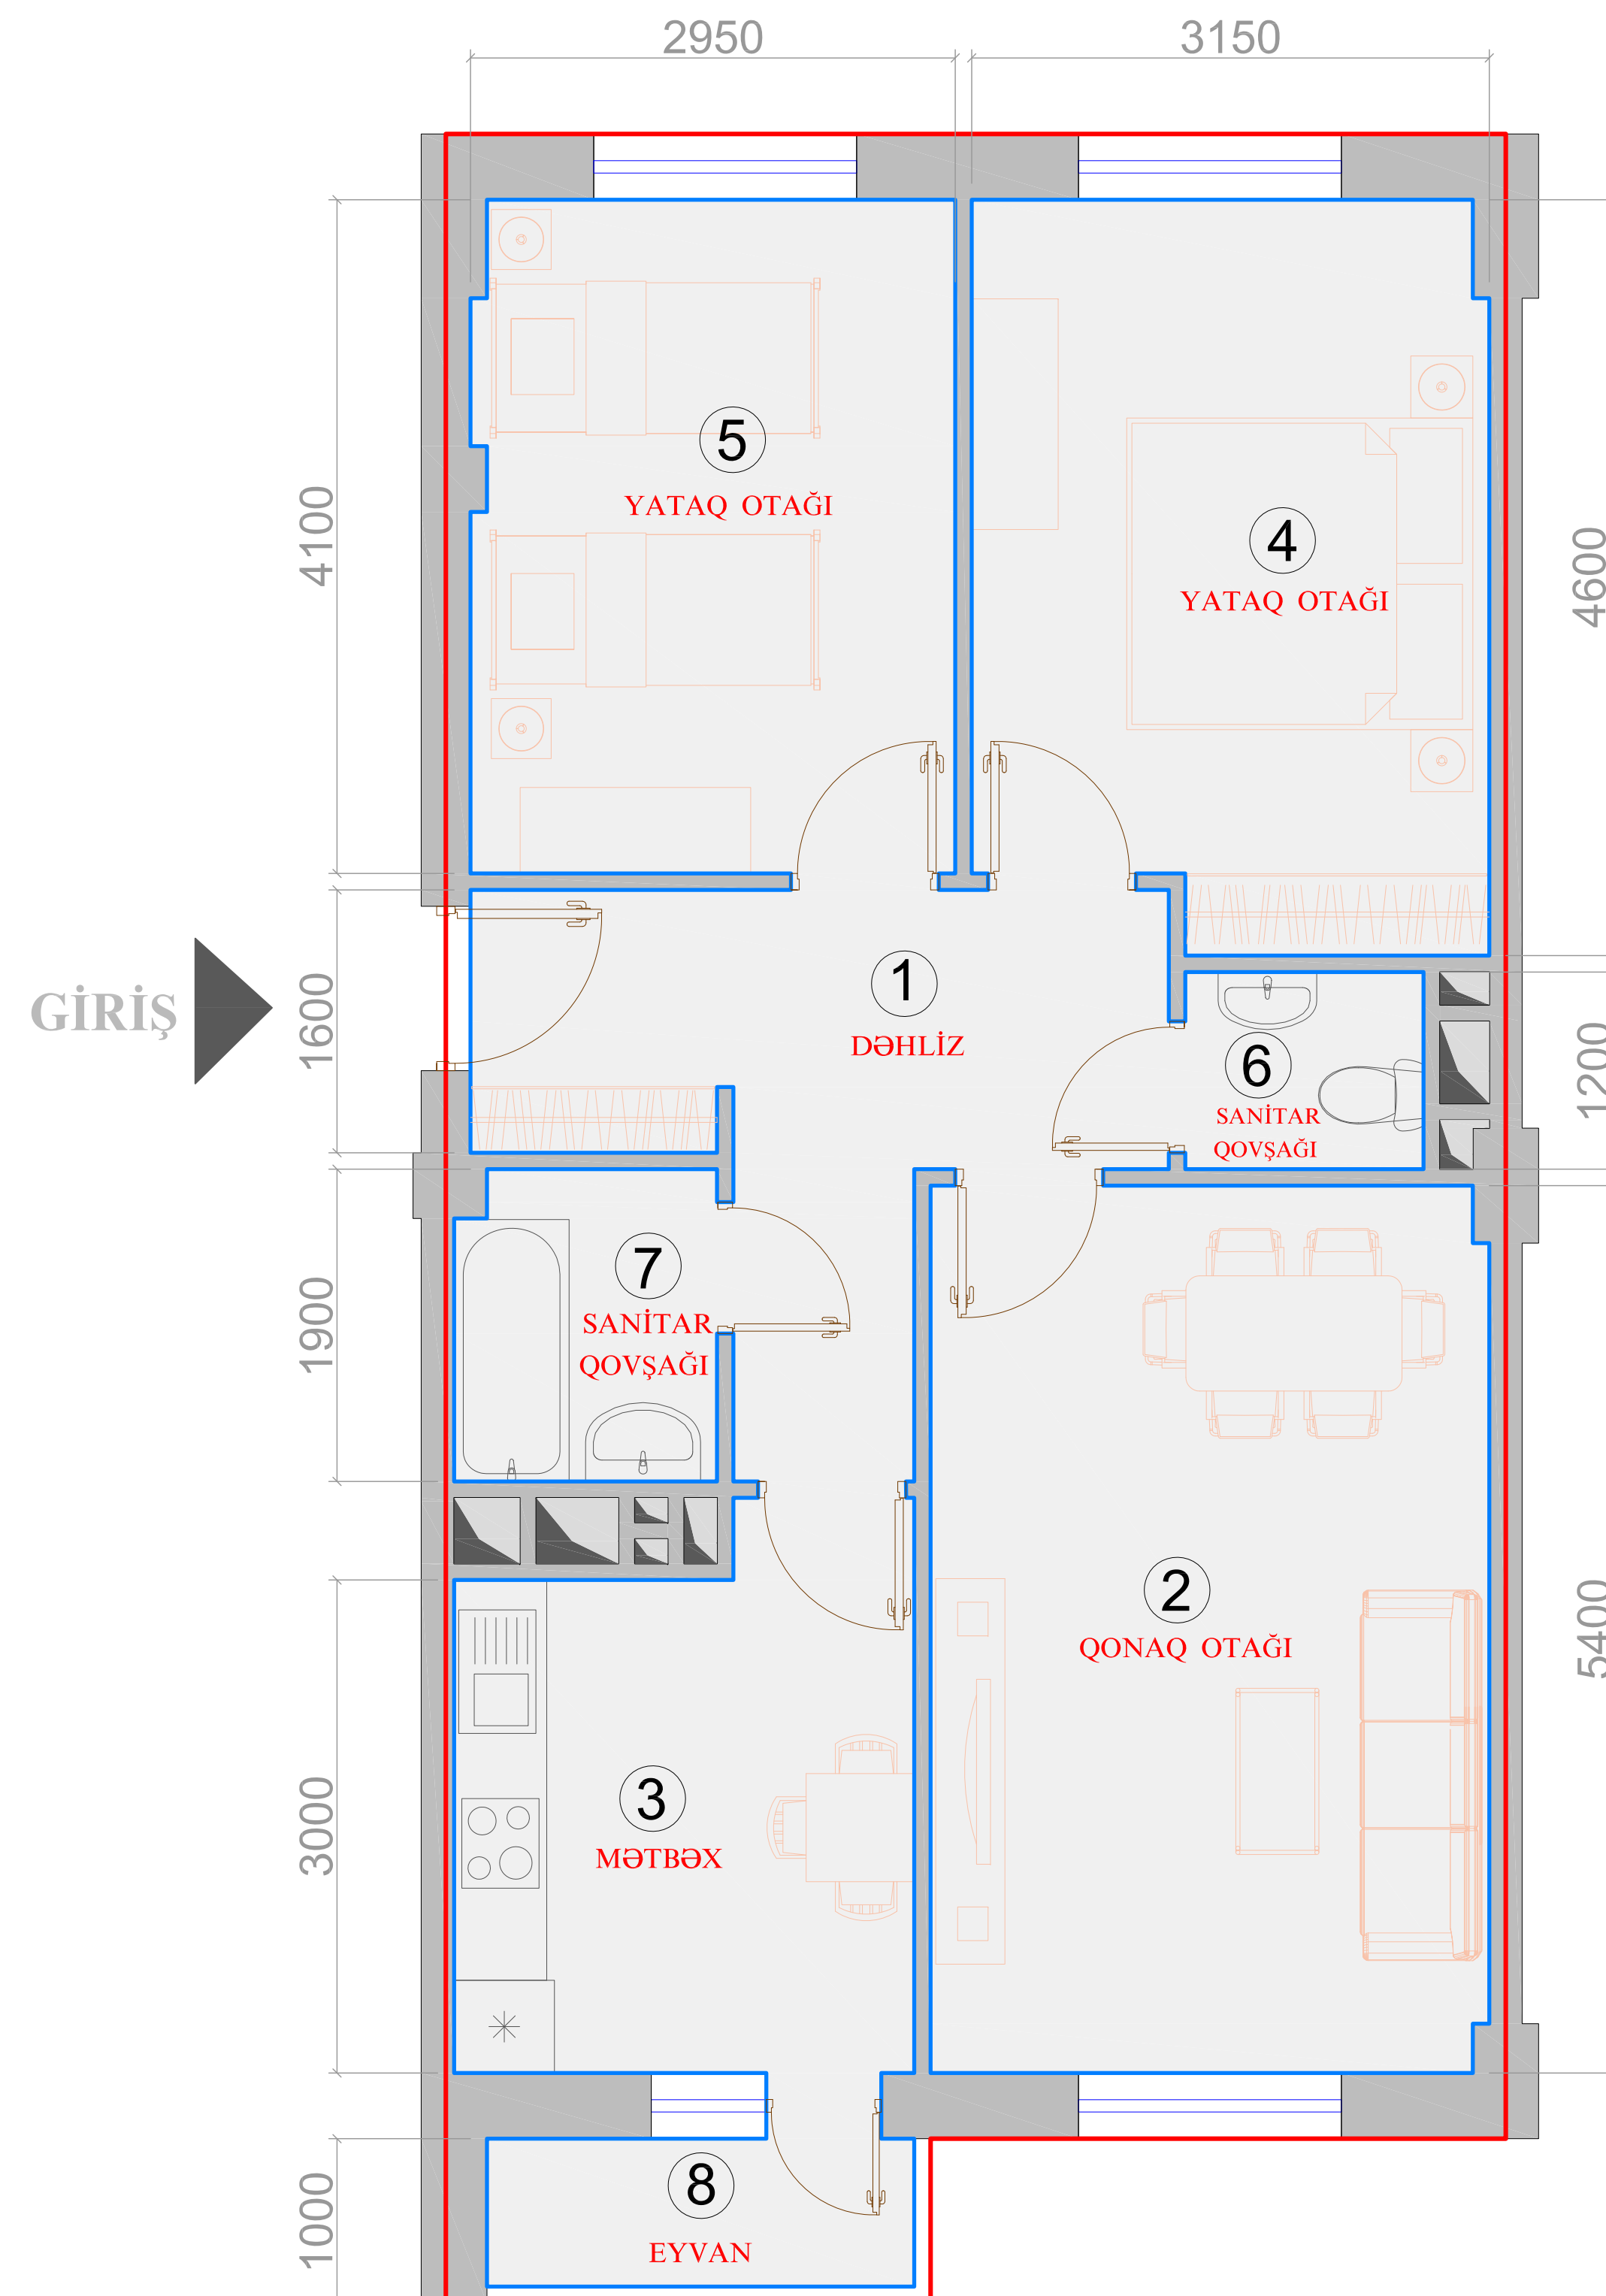 2950
3150
4100
5
YATAQ OTAĞI
4
YATAQ OTAĞI
4600
GİRİŞ
1600
1
DƏHLİZ
6
SANİTAR
QOVŞAĞI
1200
1900
7
SANİTAR
QOVŞAĞI
2
QONAQ OTAĞI
5400
3000
3
MƏTBƏX
1000
8
EYVAN